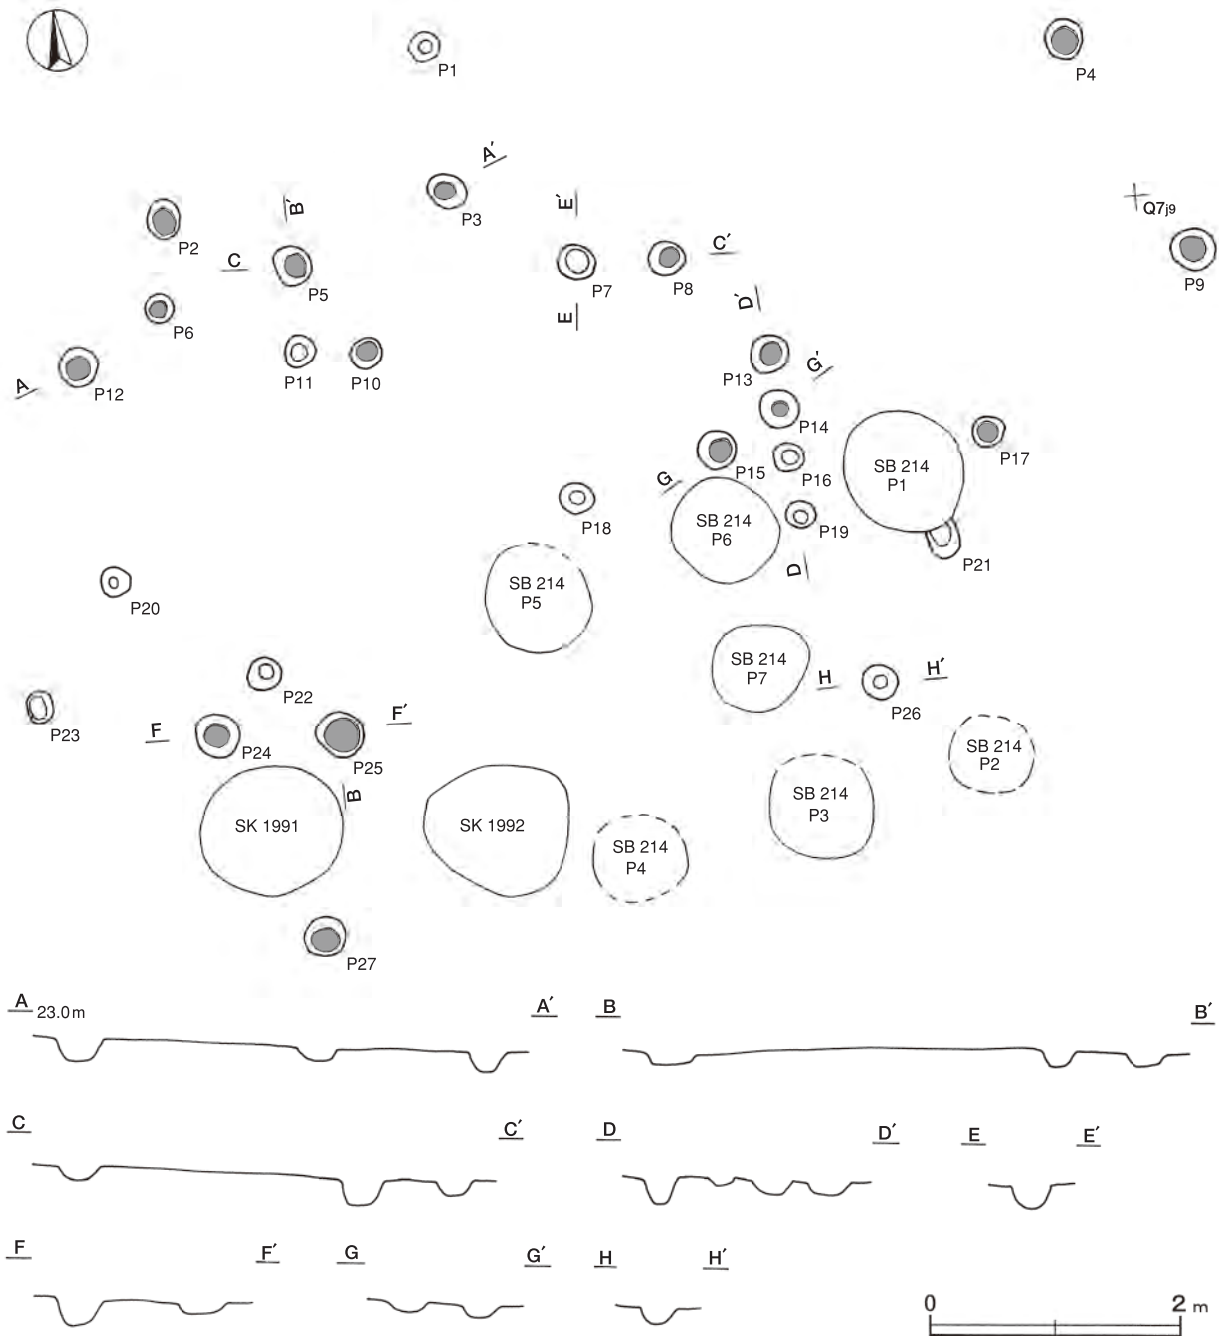 P1
P4
A′
P3
Q7j9
P2
B′
E′
C
P5
P7
C′
P8
P9
D′
E
P6
P11
P10
P13
G′
A
P12
P14
P17
P15
P16
SB 214
P1
G
P18
SB 214
P6
P19
P21
D
SB 214
P5
P20
SB 214
P7
H
H′
P26
P22
P23
F
F′
P24
P25
SB 214
P2
B
SK 1991
SK 1992
SB 214
P3
SB 214
P4
P27
A 23.0m A′ B B′
C C′ D D′ E E′
F F′ G G′ H H′
0 2 m